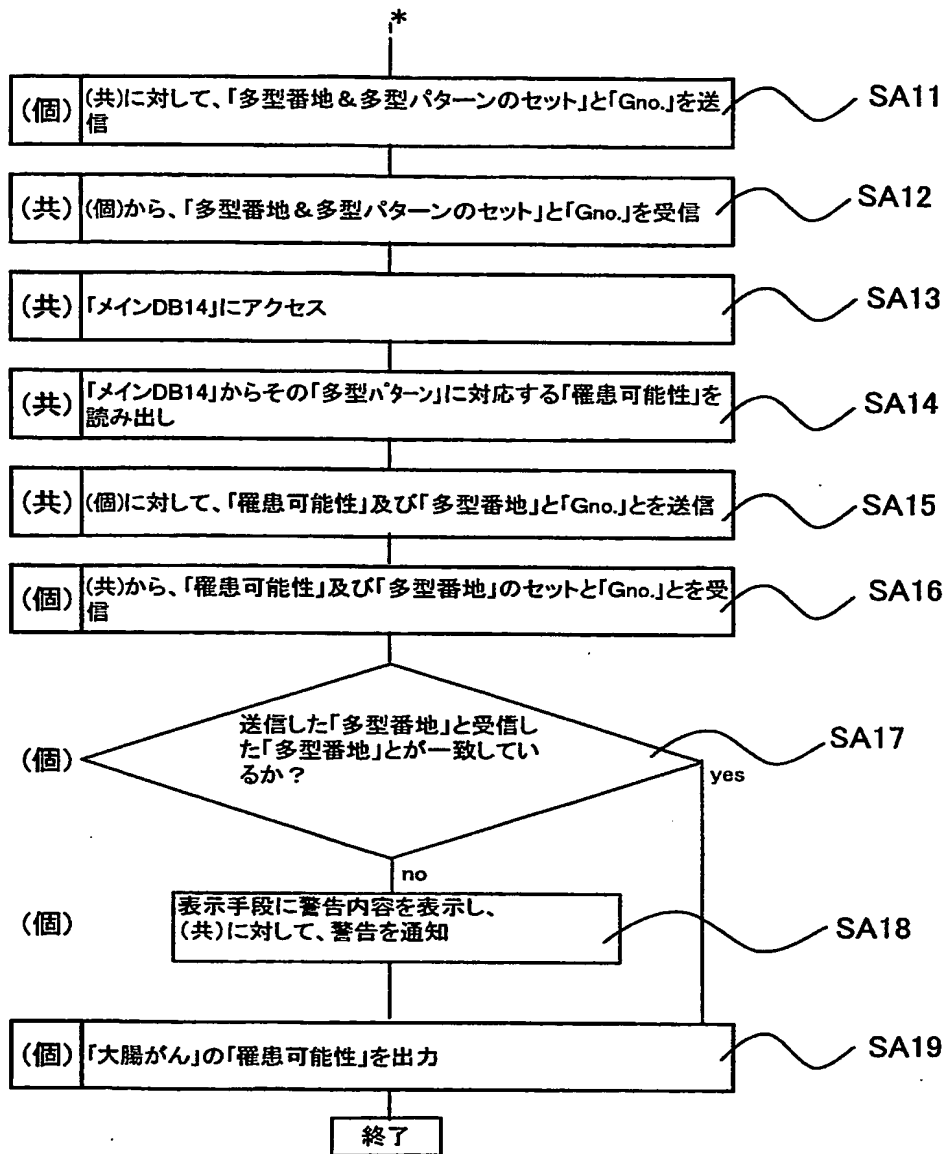 *
(個) (共)に対して、「多型番地&多型パターンのセット」と「Gno.」を送
信
SA11
(共) (個)から、「多型番地&多型パターンのセット」と「Gno.」を受信
SA12
(共) 「メインDB14」にアクセス
SA13
(共) 「メインDB14」からその「多型パターン」に対応する「罹患可能性」を
読み出し
SA14
(共) (個)に対して、「罹患可能性」及び「多型番地」と「Gno.」とを送信
SA15
(個) (共)から、「罹患可能性」及び「多型番地」のセットと「Gno.」とを受
信
SA16
(個) 送信した「多型番地」と受信し
た「多型番地」とが一致してい
るか?
SA17
yes
no
(個) 表示手段に警告内容を表示し、
(共)に対して、警告を通知
SA18
(個) 「大腸がん」の「罹患可能性」を出力
SA19
終了